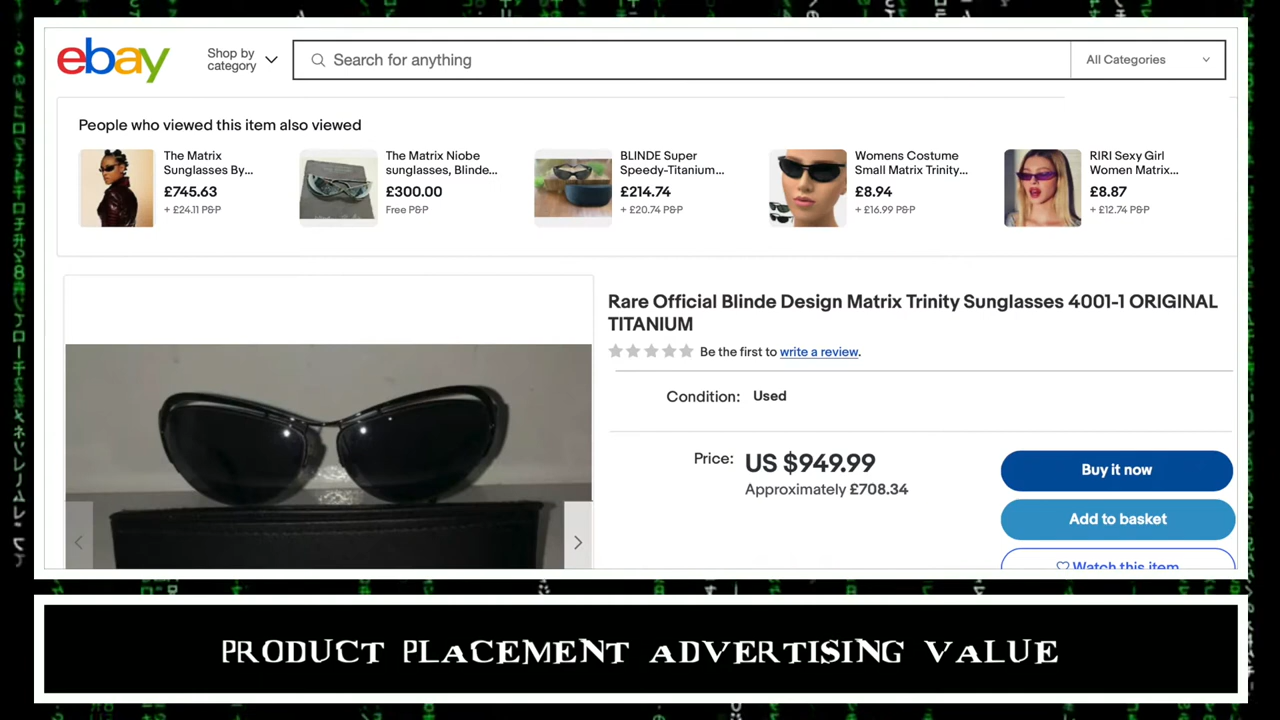 ebay
Shop by
category
Search for anything
All Categories
People who viewed this item also viewed
The Matrix
Sunglasses By...
£745.63
+ £24.11 P&P
The Matrix Niobe
sunglasses, Blinde...
£300.00
Free P&P
BLINDE Super
Speedy-Titanium...
£214.74
+ £20.74 P&P
Womens Costume
Small Matrix Trinity...
£8.94
+ £16.99 P&P
RIRI Sexy Girl
Women Matrix...
£8.87
+ £12.74 P&P
Rare Official Blinde Design Matrix Trinity Sunglasses 4001-1 ORIGINAL
TITANIUM
Be the first to write a review.
Condition: Used
Price: US $949.99
Approximately £708.34
Buy it now
Add to basket
Watch this item
PRODUCT PLACEMENT ADVERTISING VALUE